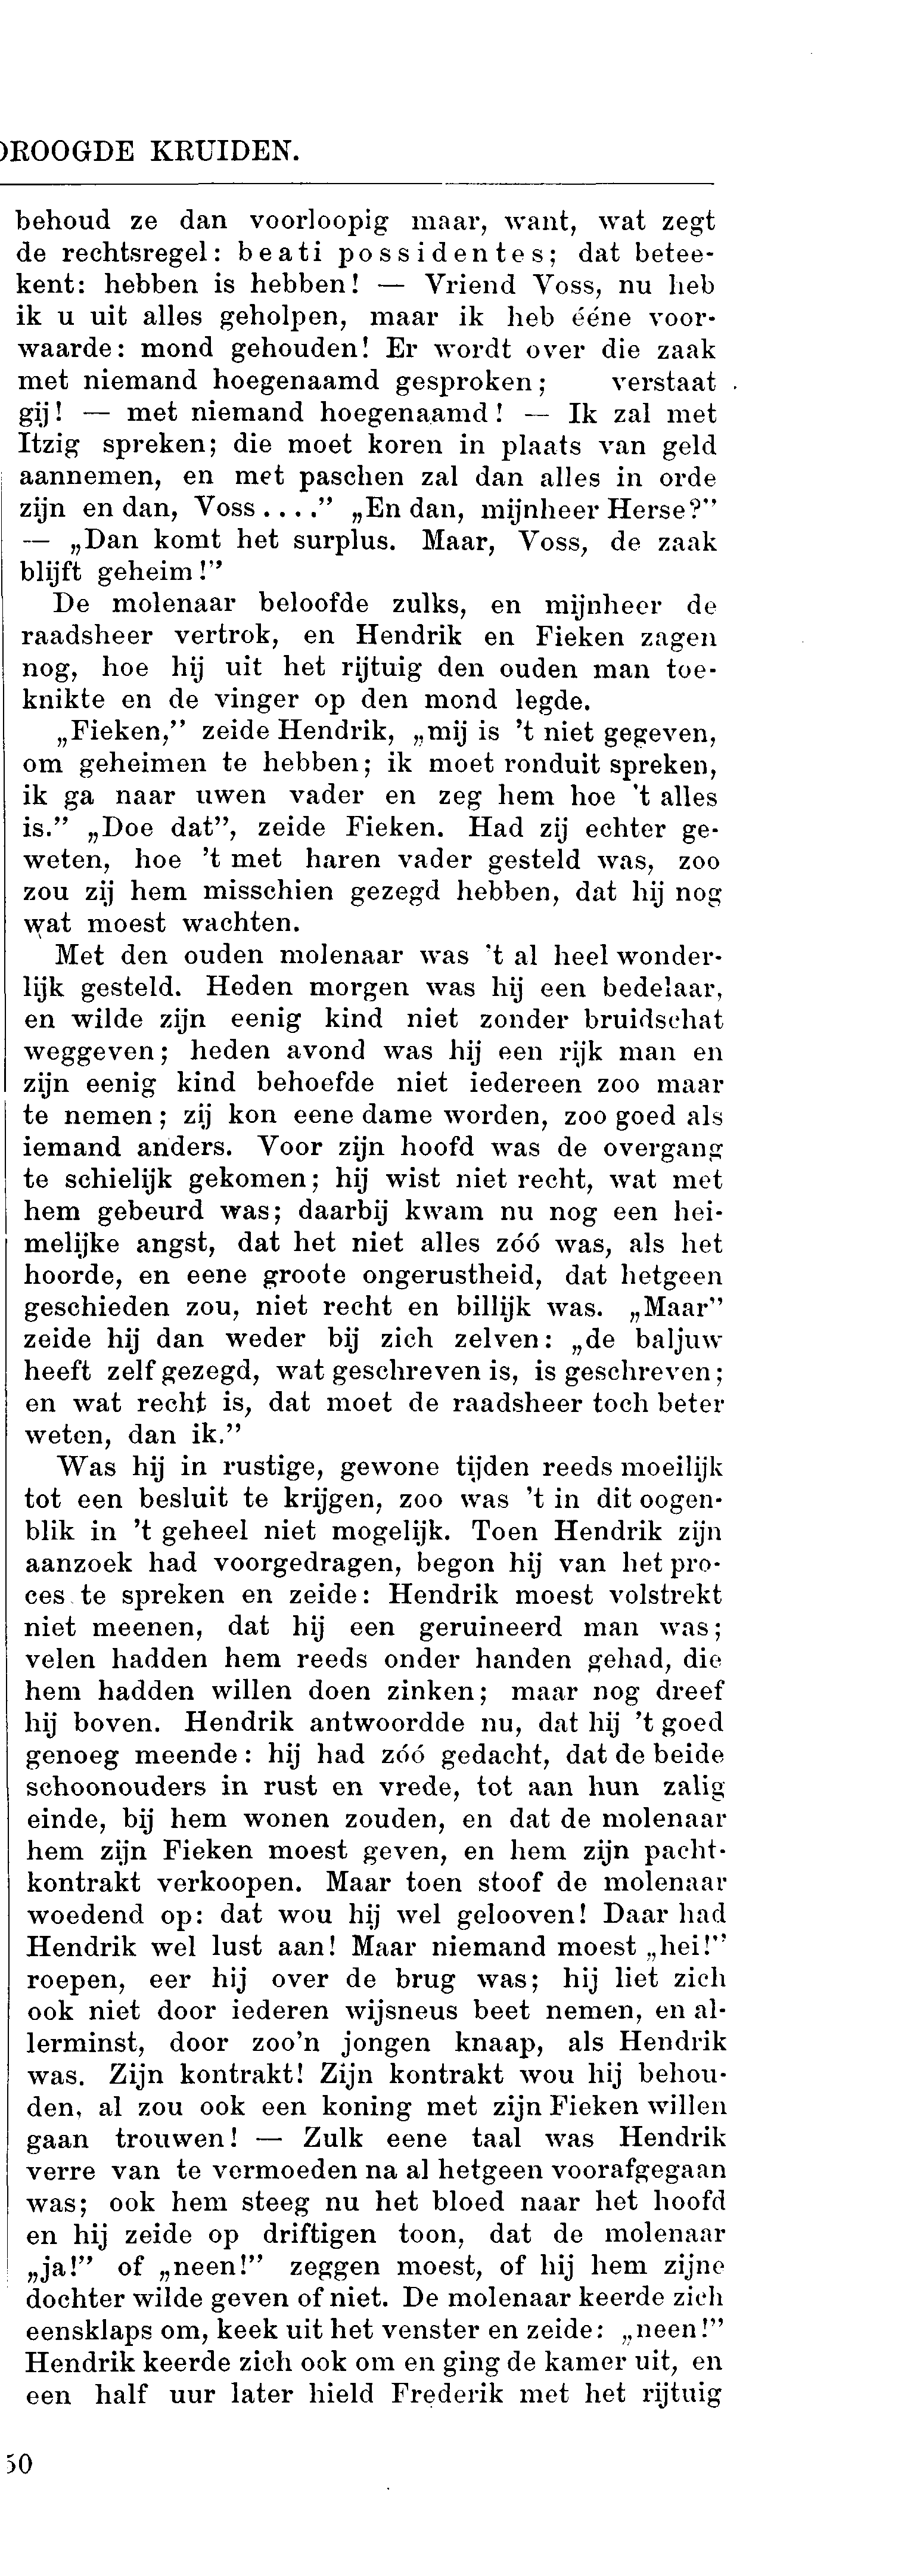 DROOGDE KRUIDEN.
behoud ze dan voorloopig maar, want, wat zegt
de rechtsregel: beati possidentes; dat betee-
kent: hebben is hebben! — Vriend Voss, nu heb
ik u uit alles geholpen, maar ik heb ééne voor-
waarde: mond gehouden! Er wordt over die zaak
met niemand hoegenaamd gesproken; verstaat
gij! — met niemand hoegenaamd! — Ik zal met
Itzig spreken; die moet koren in plaats van geld
aannemen, en met paschen zal dan alles in orde
zijn en dan, Voss ....” „En dan, mijnheer Herse?”
— „Dan komt het surplus. Maar, Voss, de zaak
blijft geheim!”
De molenaar beloofde zulks, en mijnheer de
raadsheer vertrok, en Hendrik en Fieken zagen
nog, hoe hij uit het rijtuig den ouden man toe-
knikte en de vinger op den mond legde.
„Fieken,” zeide Hendrik, „mij is 't niet gegeven,
om geheimen te hebben; ik moet ronduit spreken,
ik ga naar uwen vader en zeg hem hoe 't alles
is.” „Doe dat”, zeide Fieken. Had zij echter ge-
weten, hoe 't met haren vader gesteld was, zoo
zou zij hem misschien gezegd hebben, dat hij nog
wat moest wachten.
Met den ouden molenaar was 't al heel wonder-
lijk gesteld. Heden morgen was hij een bedelaar,
en wilde zijn eenig kind niet zonder bruidschat
weggeven; heden avond was hij een rijk man en
zijn eenig kind behoefde niet iedereen zoo maar
te nemen; zij kon eene dame worden, zoo goed als
iemand anders. Voor zijn hoofd was de overgang
te schielijk gekomen; hij wist niet recht, wat met
hem gebeurd was; daarbij kwam nu nog een hei-
melijke angst, dat het niet alles zóó was, als het
hoorde, en eene groote ongerustheid, dat hetgeen
geschieden zou, niet recht en billijk was. „Maar”
zeide hij dan weder bij zich zelven: „de baljuw
heeft zelf gezegd, wat geschreven is, is geschreven;
en wat recht is, dat moet de raadsheer toch beter
weten, dan ik.”
Was hij in rustige, gewone tijden reeds moeilijk
tot een besluit te krijgen, zoo was 't in dit oogen-
blik in 't geheel niet mogelijk. Toen Hendrik zijn
aanzoek had voorgedragen, begon hij van het pro-
ces te spreken en zeide: Hendrik moest volstrekt
niet meenen, dat hij een geruineerd man was;
velen hadden hem reeds onder handen gehad, die
hem hadden willen doen zinken; maar nog dreef
hij boven. Hendrik antwoordde nu, dat hij 't goed
genoeg meende: hij had zóó gedacht, dat de beide
schoonouders in rust en vrede, tot aan hun zalig
einde, bij hem wonen zouden, en dat de molenaar
hem zijn Fieken moest geven, en hem zijn pacht-
kontrakt verkoopen. Maar toen stoof de molenaar
woedend op: dat wou hij wel gelooven! Daar had
Hendrik wel lust aan! Maar niemand moest „hei!”
roepen, eer hij over de brug was; hij liet zich
ook niet door iederen wijsneus beet nemen, en al-
lerminst, door zoo'n jongen knaap, als Hendrik
was. Zijn kontrakt! Zijn kontrakt wou hij behou-
den, al zou ook een koning met zijn Fieken willen
gaan trouwen! — Zulk eene taal was Hendrik
verre van te vermoeden na al hetgeen voorafgegaan
was; ook hem steeg nu het bloed naar het hoofd
en hij zeide op driftigen toon, dat de molenaar
„ja!” of „neen!” zeggen moest, of hij hem zijne
dochter wilde geven of niet. De molenaar keerde zich
eensklaps om, keek uit het venster en zeide: „neen!”
Hendrik keerde zich ook om en ging de kamer uit, en
een half uur later hield Frederik met het rijtuig
50